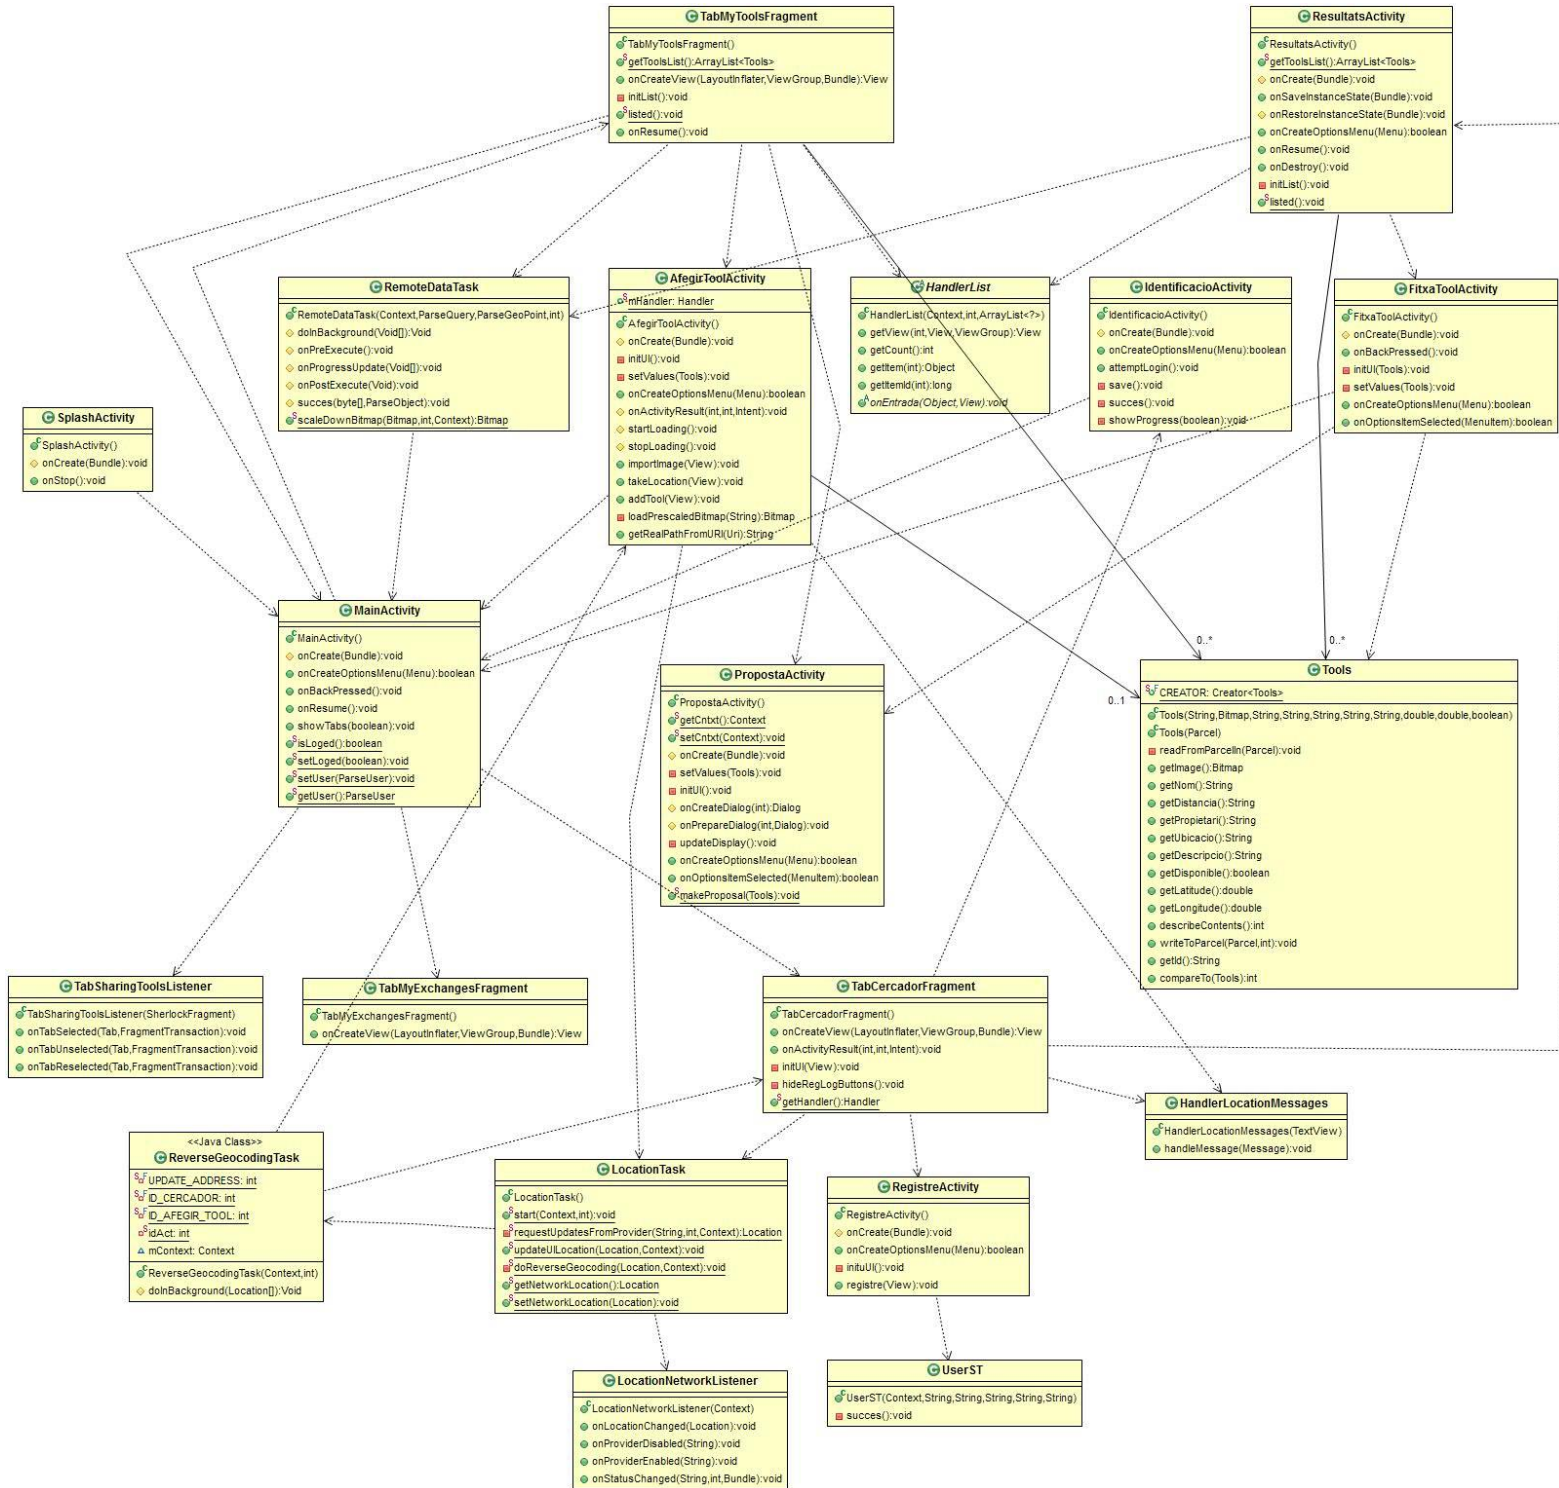 TabMyToolsFragment
TabMyToolsFragment()
getToolsList():ArrayList<Tools>
onCreateView(LayoutInflater,ViewGroup,Bundle):View
initList():void
listed():void
onResume():void
ResultatsActivity
ResultatsActivity()
getToolsList():ArrayList<Tools>
onCreate(Bundle):void
onSaveInstanceState(Bundle):void
onRestoreInstanceState(Bundle):void
onCreateOptionsMenu(Menu):boolean
onResume():void
onDestroy():void
initList():void
listed():void
RemoteDataTask
RemoteDataTask(Context,ParseQuery,ParseGeoPoint,int)
doInBackground(Void[]):Void
onPreExecute():void
onProgressUpdate(Void[]):void
onPostExecute(Void):void
succes(byte[],ParseObject):void
scaleDownBitmap(Bitmap,int,Context):Bitmap
AfegirToolActivity
mHandler: Handler
AfegirToolActivity()
onCreate(Bundle):void
initUI():void
setValues(Tools):void
onCreateOptionsMenu(Menu):boolean
onActivityResult(int,int,Intent):void
startLoading():void
stopLoading():void
importImage(View):void
takeLocation(View):void
addTool(View):void
loadPrescaledBitmap(String):Bitmap
getRealPathFromURI(Uri):String
HandlerList
HandlerList(Context,int,ArrayList<?>)
getView(int,View,ViewGroup):View
getCount():int
getItem(int):Object
getItemId(int):long
onEntrada(Object,View):void
IdentificacioActivity
IdentificacioActivity()
onCreate(Bundle):void
onCreateOptionsMenu(Menu):boolean
attemptLogin():void
save():void
succes():void
showProgress(boolean):void
FitxaToolActivity
FitxaToolActivity()
onCreate(Bundle):void
onBackPressed():void
initUI(Tools):void
setValues(Tools):void
onCreateOptionsMenu(Menu):boolean
onOptionsItemSelected(MenuItem):boolean
SplashActivity
SplashActivity()
onCreate(Bundle):void
onStop():void
MainActivity
MainActivity()
onCreate(Bundle):void
onCreateOptionsMenu(Menu):boolean
onBackPressed():void
onResume():void
showTabs(boolean):void
isLoged():boolean
setLoged(boolean):void
setUser(ParseUser):void
getUser():ParseUser
PropostaActivity
PropostaActivity()
getCntxt():Context
setCntxt(Context):void
onCreate(Bundle):void
setValues(Tools):void
initUI():void
onCreateDialog(int):Dialog
onPrepareDialog(int,Dialog):void
updateDisplay():void
onCreateOptionsMenu(Menu):boolean
onOptionsItemSelected(MenuItem):boolean
makeProposal(Tools):void
0..*
0..*
0..1
Tools
CREATOR: Creator<Tools>
Tools(String,Bitmap,String,String,String,String,String,double,double,boolean)
Tools(Parcel)
readFromParcelIn(Parcel):void
getImage():Bitmap
getNom():String
getDistancia():String
getPropietari():String
getUbicacio():String
getDescripcio():String
getDisponible():boolean
getLatitude():double
getLongitude():double
describeContents():int
writeToParcel(Parcel,int):void
getId():String
compareTo(Tools):int
TabSharingToolsListener
TabSharingToolsListener(SherlockFragment)
onTabSelected(Tab,FragmentTransaction):void
onTabUnselected(Tab,FragmentTransaction):void
onTabReselected(Tab,FragmentTransaction):void
TabMyExchangesFragment
TabMyExchangesFragment()
onCreateView(LayoutInflater,ViewGroup,Bundle):View
TabCercadorFragment
TabCercadorFragment()
onCreateView(LayoutInflater,ViewGroup,Bundle):View
onActivityResult(int,int,Intent):void
initUI(View):void
hideRegLogButtons():void
getHandler():Handler
HandlerLocationMessages
HandlerLocationMessages(TextView)
handleMessage(Message):void
<<Java Class>>
ReverseGeocodingTask
UPDATE_ADDRESS: int
ID_CERCADOR: int
ID_AFEGIR_TOOL: int
idAct: int
mContext: Context
ReverseGeocodingTask(Context,int)
doInBackground(Location[]):Void
LocationTask
LocationTask()
start(Context,int):void
requestUpdatesFromProvider(String,int,Context):Location
updateUILocation(Location,Context):void
doReverseGeocoding(Location,Context):void
getNetworkLocation():Location
setNetworkLocation(Location):void
RegistreActivity
RegistreActivity()
onCreate(Bundle):void
onCreateOptionsMenu(Menu):boolean
inituUI():void
registre(View):void
LocationNetworkListener
LocationNetworkListener(Context)
onLocationChanged(Location):void
onProviderDisabled(String):void
onProviderEnabled(String):void
onStatusChanged(String,int,Bundle):void
UserST
UserST(Context,String,String,String,String,String)
succes():void